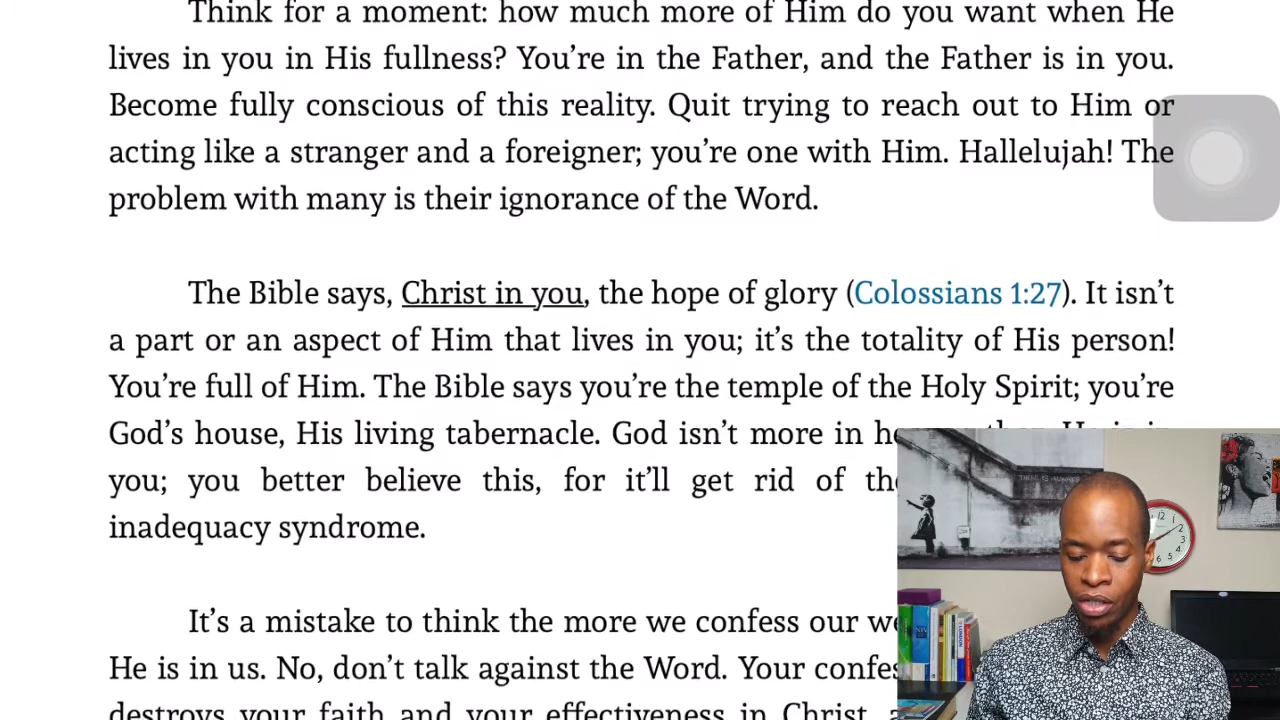 Think for a moment: how much more of Him do you want when He
lives in you in His fullness? You’re in the Father, and the Father is in you.
Become fully conscious of this reality. Quit trying to reach out to Him or
acting like a stranger and a foreigner; you’re one with Him. Hallelujah! The
problem with many is their ignorance of the Word.
The Bible says, Christ in you, the hope of glory (Colossians 1:27). It isn’t
a part or an aspect of Him that lives in you; it’s the totality of His person!
You’re full of Him. The Bible says you’re the temple of the Holy Spirit; you’re
God’s house, His living tabernacle. God isn’t more in
you; you better believe this, for it’ll get rid of
inadequacy syndrome.
It’s a mistake to think the more we confess our
He is in us. No, don’t talk against the Word. Your
destroys your faith and your effectiveness in Christ,